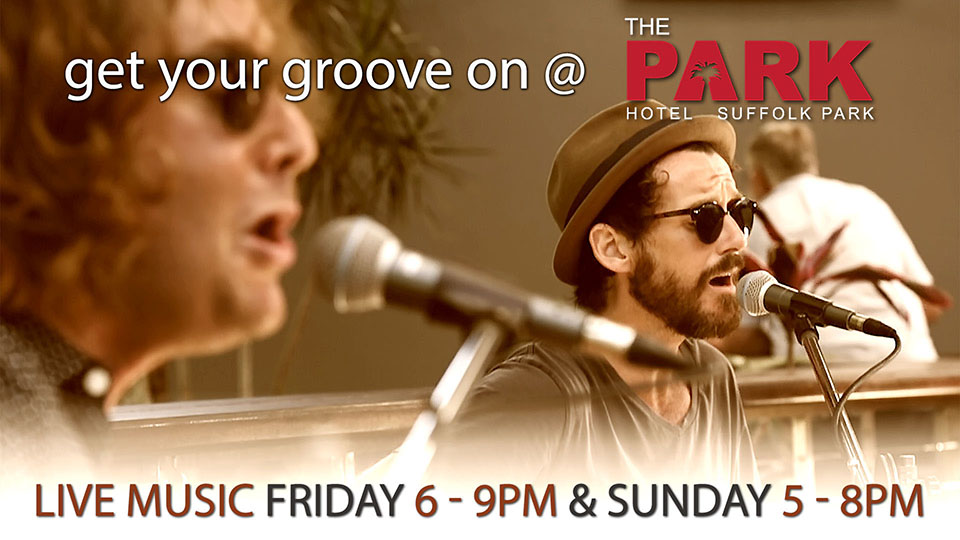 get your groove on @
THE
PARK
HOTEL SUFFOLK PARK
LIVE MUSIC FRIDAY 6 - 9PM & SUNDAY 5 - 8PM